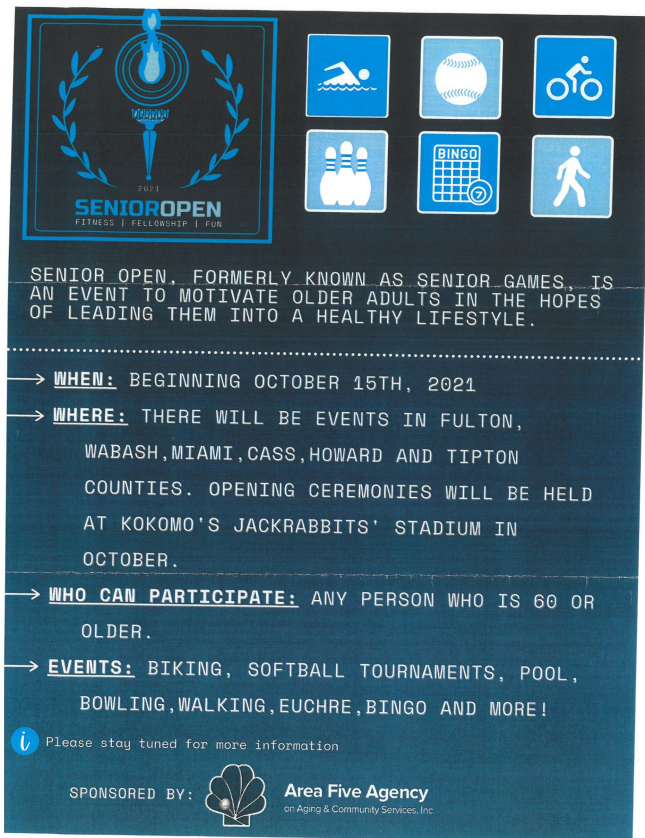 2021
SENIOROPEN
FITNESS | FELLOWSHIP | FUN
BINGO
7
SENIOR OPEN, FORMERLY KNOWN AS SENIOR GAMES, IS
AN EVENT TO MOTIVATE OLDER ADULTS IN THE HOPES
OF LEADING THEM INTO A HEALTHY LIFESTYLE.
WHEN: BEGINNING OCTOBER 15TH, 2021
WHERE: THERE WILL BE EVENTS IN FULTON,
WABASH,MIAMI,CASS,HOWARD AND TIPTON
COUNTIES. OPENING CEREMONIES WILL BE HELD
AT KOKOMO'S JACKRABBITS' STADIUM IN
OCTOBER.
WHO CAN PARTICIPATE: ANY PERSON WHO IS 60 OR
OLDER.
EVENTS: BIKING, SOFTBALL TOURNAMENTS, POOL,
BOWLING,WALKING,EUCHRE,BINGO AND MORE!
i Please stay tuned for more information
SPONSORED BY: Area Five Agency
on Aging & Community Services, Inc